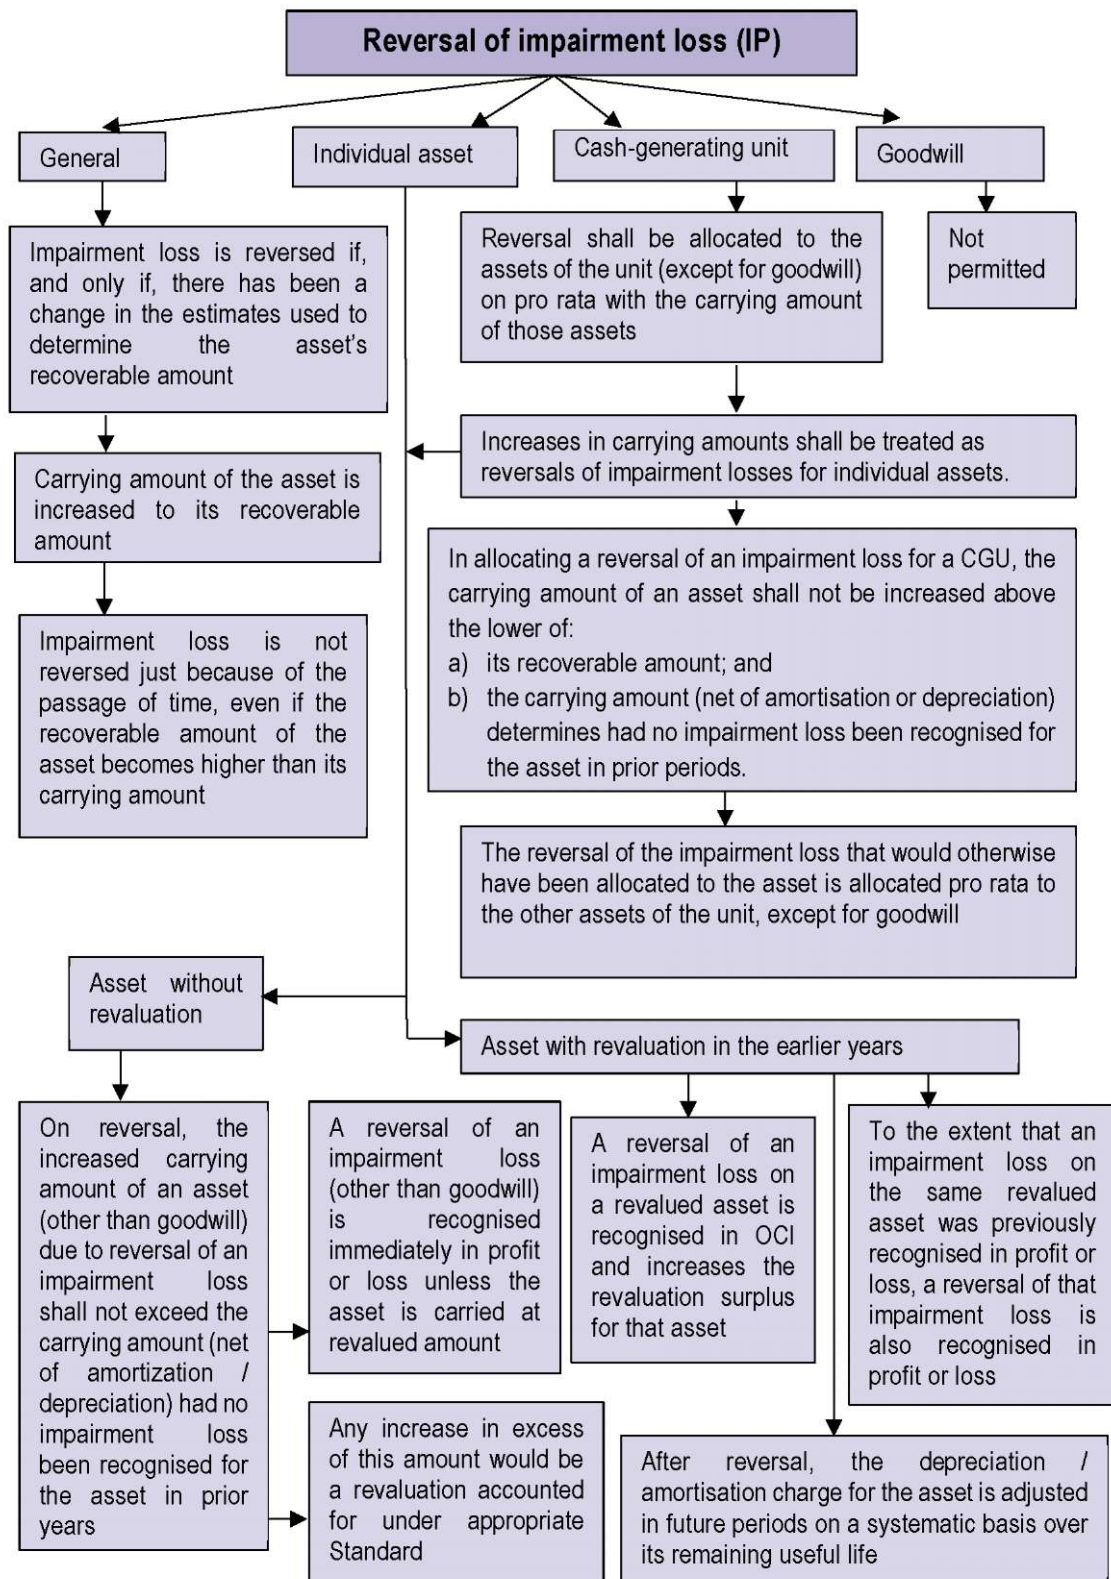 Reversal of impairment loss (IP)
General
Individual asset
Cash-generating unit
Goodwill
Impairment loss is reversed if,
and only if, there has been a
change in the estimates used to
determine the asset's
recoverable amount
Carrying amount of the asset is
increased to its recoverable
amount
Impairment loss is not
reversed just because of the
passage of time, even if the
recoverable amount of the
asset becomes higher than its
carrying amount
Reversal shall be allocated to the
assets of the unit (except for goodwill)
on pro rata with the carrying amount
of those assets
Not
permitted
Increases in carrying amounts shall be treated as
reversals of impairment losses for individual assets.
In allocating a reversal of an impairment loss for a CGU, the
carrying amount of an asset shall not be increased above
the lower of:
a) its recoverable amount; and
b) the carrying amount (net of amortisation or depreciation)
determines had no impairment loss been recognised for
the asset in prior periods.
The reversal of the impairment loss that would otherwise
have been allocated to the asset is allocated pro rata to
the other assets of the unit, except for goodwill
Asset without
revaluation
Asset with revaluation in the earlier years
On reversal, the
increased carrying
amount of an asset
(other than goodwill)
due to reversal of an
impairment loss
shall not exceed the
carrying amount (net
of amortization /
depreciation) had no
impairment loss
been recognised for
the asset in prior
years
A reversal of an
impairment loss
(other than goodwill)
is recognised
immediately in profit
or loss unless the
asset is carried at
revalued amount
Any increase in excess
of this amount would be
a revaluation accounted
for under appropriate
Standard
A reversal of an
impairment loss on
a revalued asset is
recognised in OCI
and increases the
revaluation surplus
for that asset
To the extent that an
impairment loss on
the same revalued
asset was previously
recognised in profit or
loss, a reversal of that
impairment loss is
also recognised in
profit or loss
After reversal, the depreciation /
amortisation charge for the asset is adjusted
in future periods on a systematic basis over
its remaining useful life